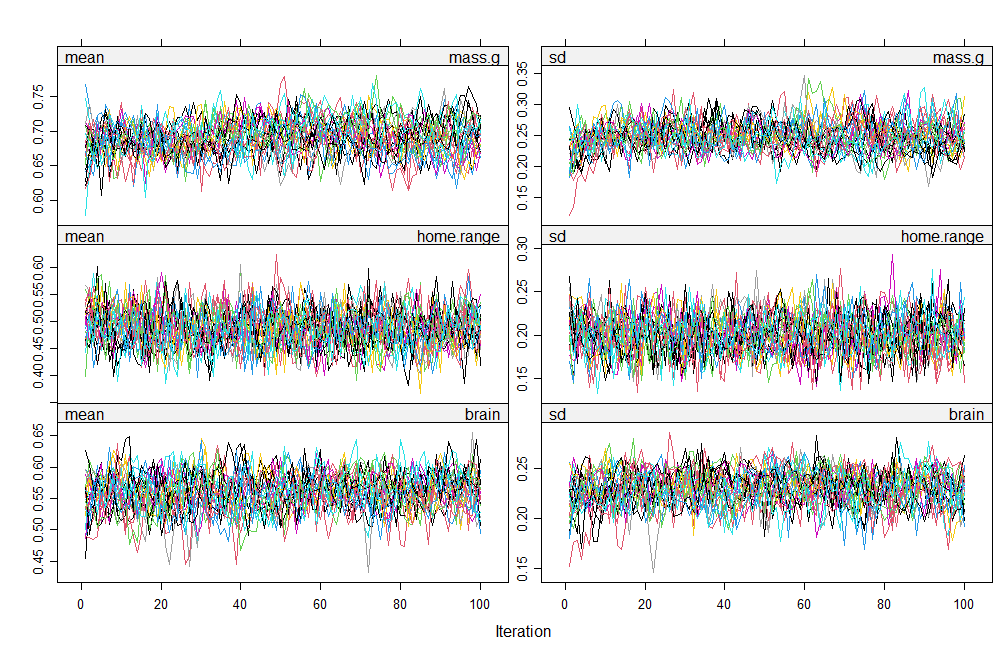 mean mass.g
sd mass.g
0.60 0.65 0.70 0.75
0.15 0.20 0.25 0.30 0.35
mean home.range
sd home.range
0.40 0.45 0.50 0.55 0.60
0.15 0.20 0.25 0.30
mean brain
sd brain
0.45 0.50 0.55 0.60 0.65
0.15 0.20 0.25
0 20 40 60 80 100
0 20 40 60 80 100
Iteration